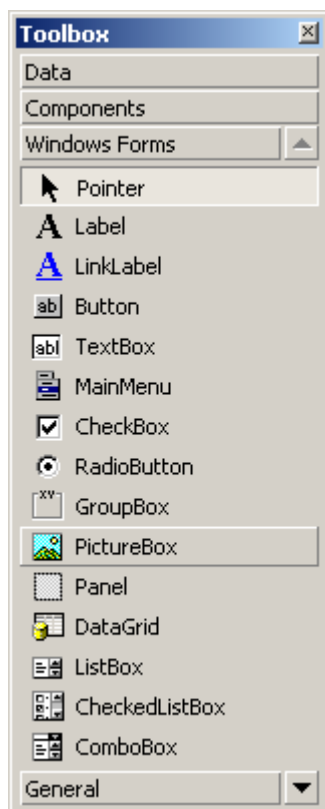 Toolbox
Data
Components
Windows Forms
Pointer
A Label
A LinkLabel
ab Button
abl TextBox
MainMenu
CheckBox
RadioButton
XY GroupBox
PictureBox
Panel
DataGrid
ListBox
CheckedListBox
ComboBox
General